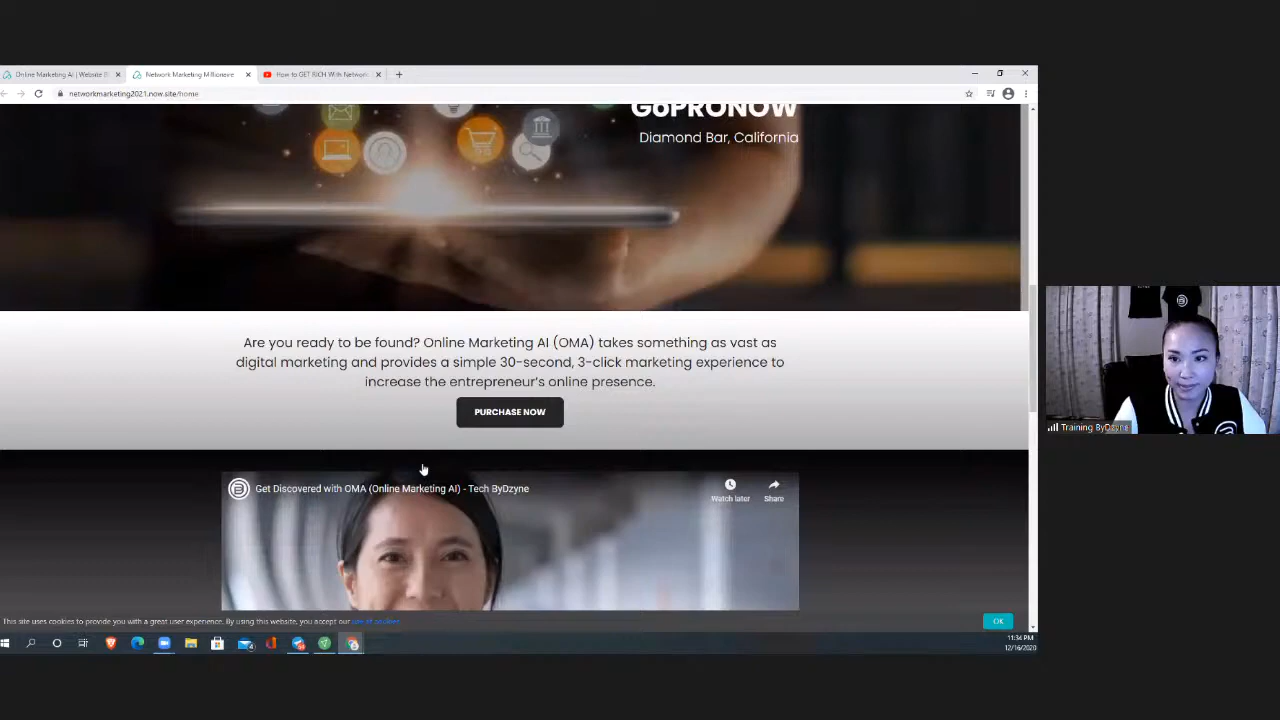 Online Marketing AI | Website B
Network Marketing Millionaire
How to GET RICH With Network
networkmarketing2021.now.site/home
GoPRONOW
Diamond Bar, California
Are you ready to be found? Online Marketing AI (OMA) takes something as vast as
digital marketing and provides a simple 30-second, 3-click marketing experience to
increase the entrepreneur's online presence.
PURCHASE NOW
Training ByDzyne
Get Discovered with OMA (Online Marketing AI) - Tech ByDzyne
Watch later
Share
This site uses cookies to provide you with a great user experience. By using this website, you accept our use of cookies
OK
11:34 PM
12/16/2020